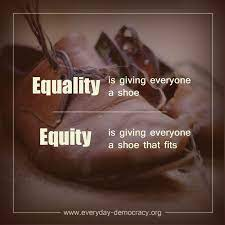 Equality is giving everyone
a shoe
Equity is giving everyone
a shoe that fits
www.everyday-democracy.org